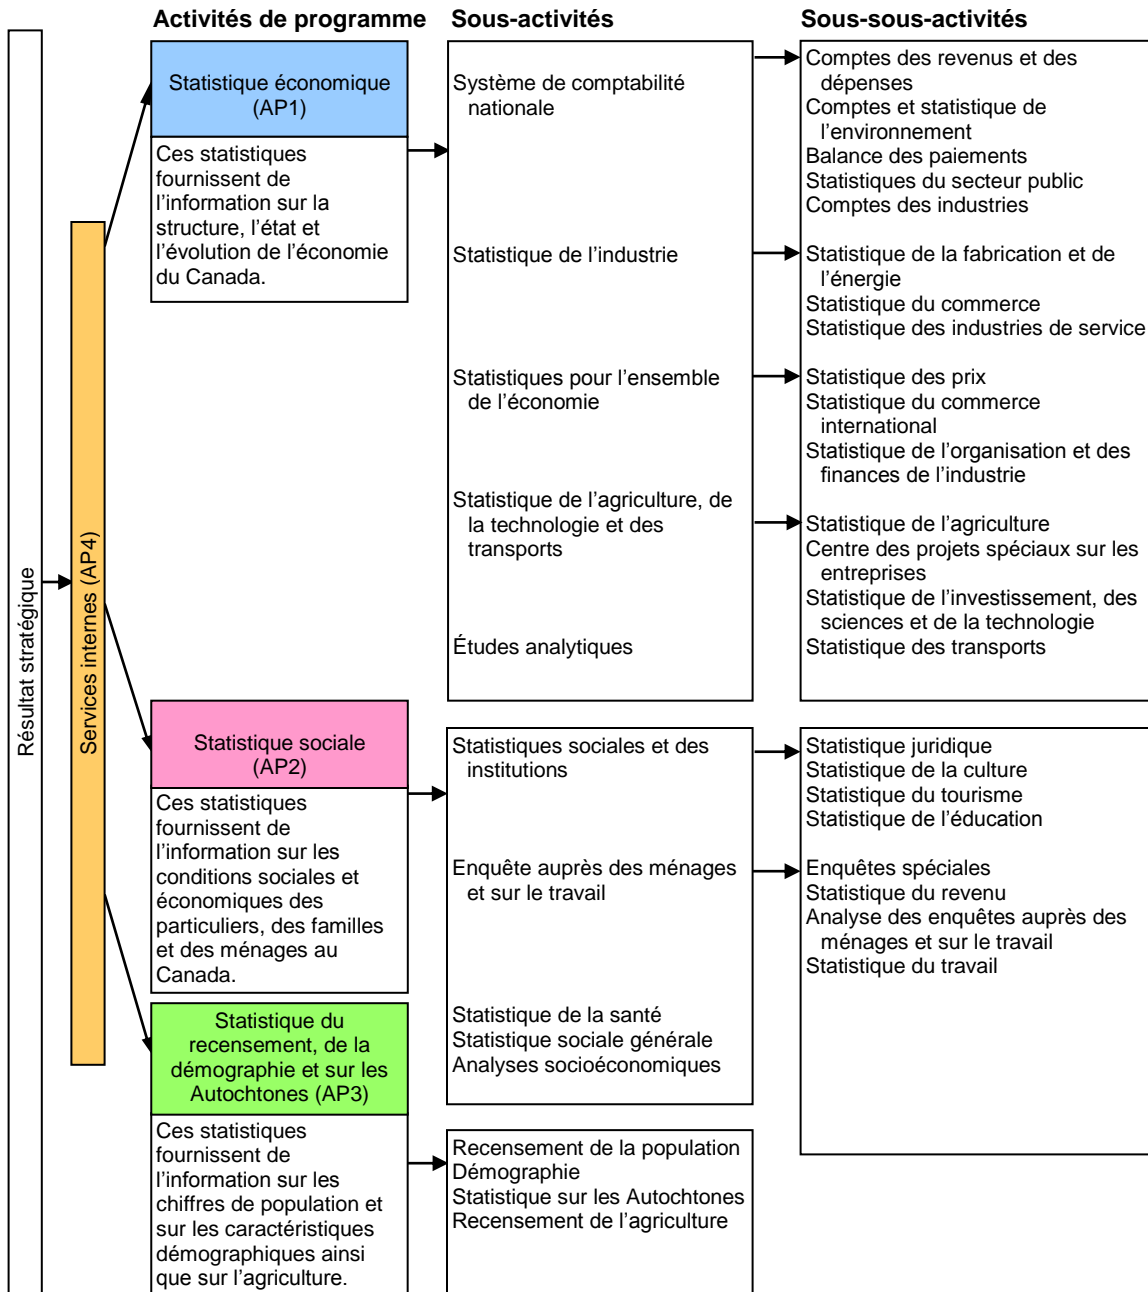 Activités de programme
Sous-activités
Sous-sous-activités
Résultat stratégique
Services internes (AP4)
Statistique économique
(AP1)
Ces statistiques
fournissent de
l’information sur la
structure, l’état et
l’évolution de l’économie
du Canada.
Système de comptabilité
nationale
Statistique de l’industrie
Statistiques pour l’ensemble
de l’économie
Statistique de l’agriculture, de
la technologie et des
transports
Études analytiques
Comptes des revenus et des
dépenses
Comptes et statistique de
l’environnement
Balance des paiements
Statistiques du secteur public
Comptes des industries
Statistique de la fabrication et de
l’énergie
Statistique du commerce
Statistique des industries de service
Statistique des prix
Statistique du commerce
international
Statistique de l’organisation et des
finances de l’industrie
Statistique de l’agriculture
Centre des projets spéciaux sur les
entreprises
Statistique de l’investissement, des
sciences et de la technologie
Statistique des transports
Statistique sociale
(AP2)
Ces statistiques
fournissent de
l’information sur les
conditions sociales et
économiques des
particuliers, des familles
et des ménages au
Canada.
Statistiques sociales et des
institutions
Enquête auprès des ménages
et sur le travail
Statistique de la santé
Statistique sociale générale
Analyses socioéconomiques
Statistique juridique
Statistique de la culture
Statistique du tourisme
Statistique de l’éducation
Enquêtes spéciales
Statistique du revenu
Analyse des enquêtes auprès des
ménages et sur le travail
Statistique du travail
Statistique du
recensement, de la
démographie et sur les
Autochtones (AP3)
Ces statistiques
fournissent de
l’information sur les
chiffres de population et
sur les caractéristiques
démographiques ainsi
que sur l’agriculture.
Recensement de la population
Démographie
Statistique sur les Autochtones
Recensement de l’agriculture